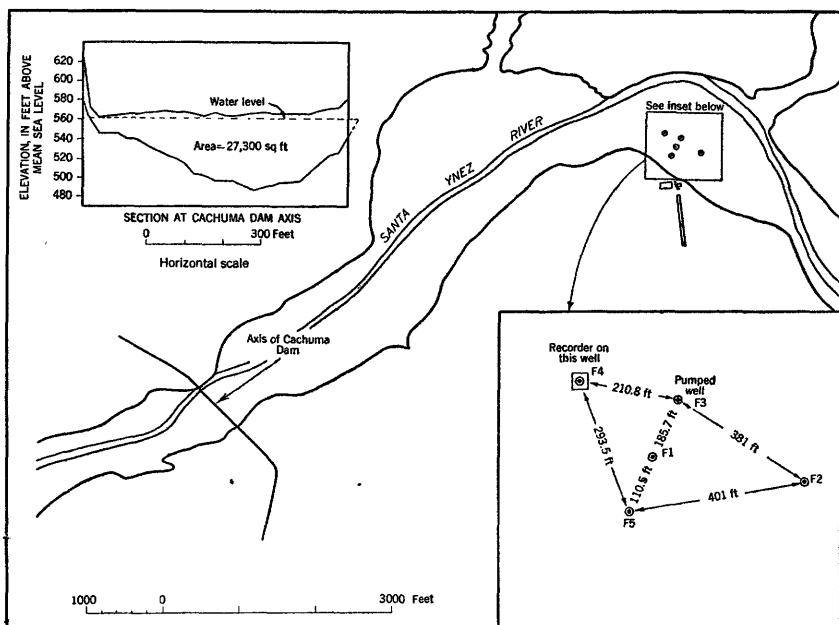 ELEVATION, IN FEET ABOVE
MEAN SEA LEVEL
620
600
580
560
540
520
500
480
Water level
Area=27,300 sq ft
SECTION AT CACHUMA DAM AXIS
0 300 Feet
Horizontal scale
SANTA YNEZ RIVER
See inset below
Axis of Cachuma
Dam
Recorder on
this well
F4
210.8 ft
Pumped
well
F3
293.5 ft
185.7 ft
381 ft
F1
110.5 ft
F2
401 ft
F5
1000 0 3000 Feet